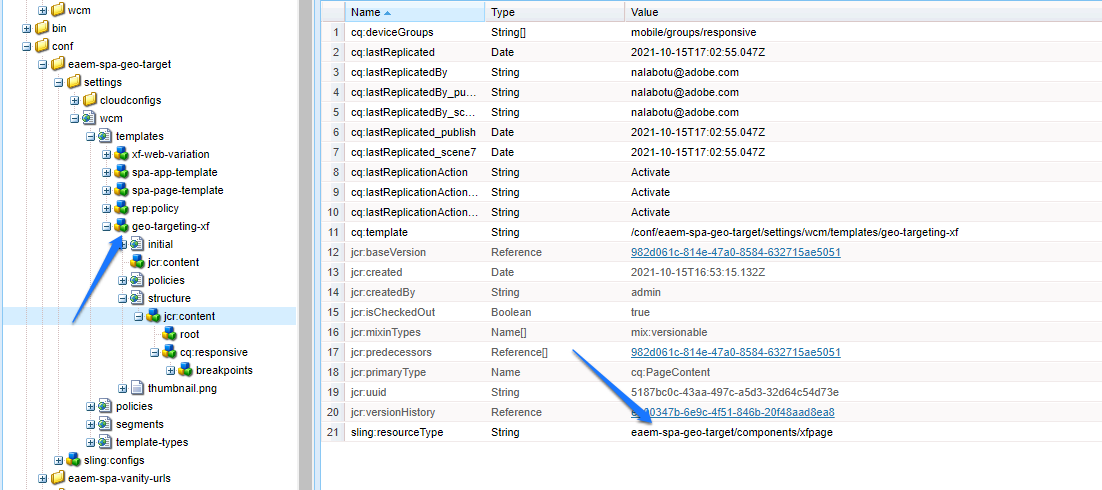 wcm
bin
conf
eaem-spa-geo-target
settings
cloudconfigs
wcm
templates
xf-web-variation
spa-app-template
spa-page-template
rep:policy
geo-targeting-xf
initial
jcr:content
policies
structure
jcr:content
root
cq:responsive
breakpoints
thumbnail.png
policies
segments
template-types
sling:configs
eaem-spa-vanity-urls
Name Type Value
1 cq:deviceGroups String[] mobile/groups/responsive
2 cq:lastReplicated Date 2021-10-15T17:02:55.047Z
3 cq:lastReplicatedBy String nalabotu@adobe.com
4 cq:lastReplicatedBy_pu... String nalabotu@adobe.com
5 cq:lastReplicatedBy_sc... String nalabotu@adobe.com
6 cq:lastReplicated_publish Date 2021-10-15T17:02:55.047Z
7 cq:lastReplicated_scene7 Date 2021-10-15T17:02:55.047Z
8 cq:lastReplicationAction String Activate
9 cq:lastReplicationAction... String Activate
10 cq:lastReplicationAction... String Activate
11 cq:template String /conf/eaem-spa-geo-target/settings/wcm/templates/geo-targeting-xf
12 jcr:baseVersion Reference 982d061c-814e-47a0-8584-632715ae5051
13 jcr:created Date 2021-10-15T16:53:15.132Z
14 jcr:createdBy String admin
15 jcr:isCheckedOut Boolean true
16 jcr:mixinTypes Name[] mix:versionable
17 jcr:predecessors Reference[] 982d061c-814e-47a0-8584-632715ae5051
18 jcr:primaryType Name cq:PageContent
19 jcr:uuid String 5187bc0c-43aa-497c-a5d3-32d64c54d73e
20 jcr:versionHistory Reference
21 sling:resourceType String eaem-spa-geo-target/components/xfpage